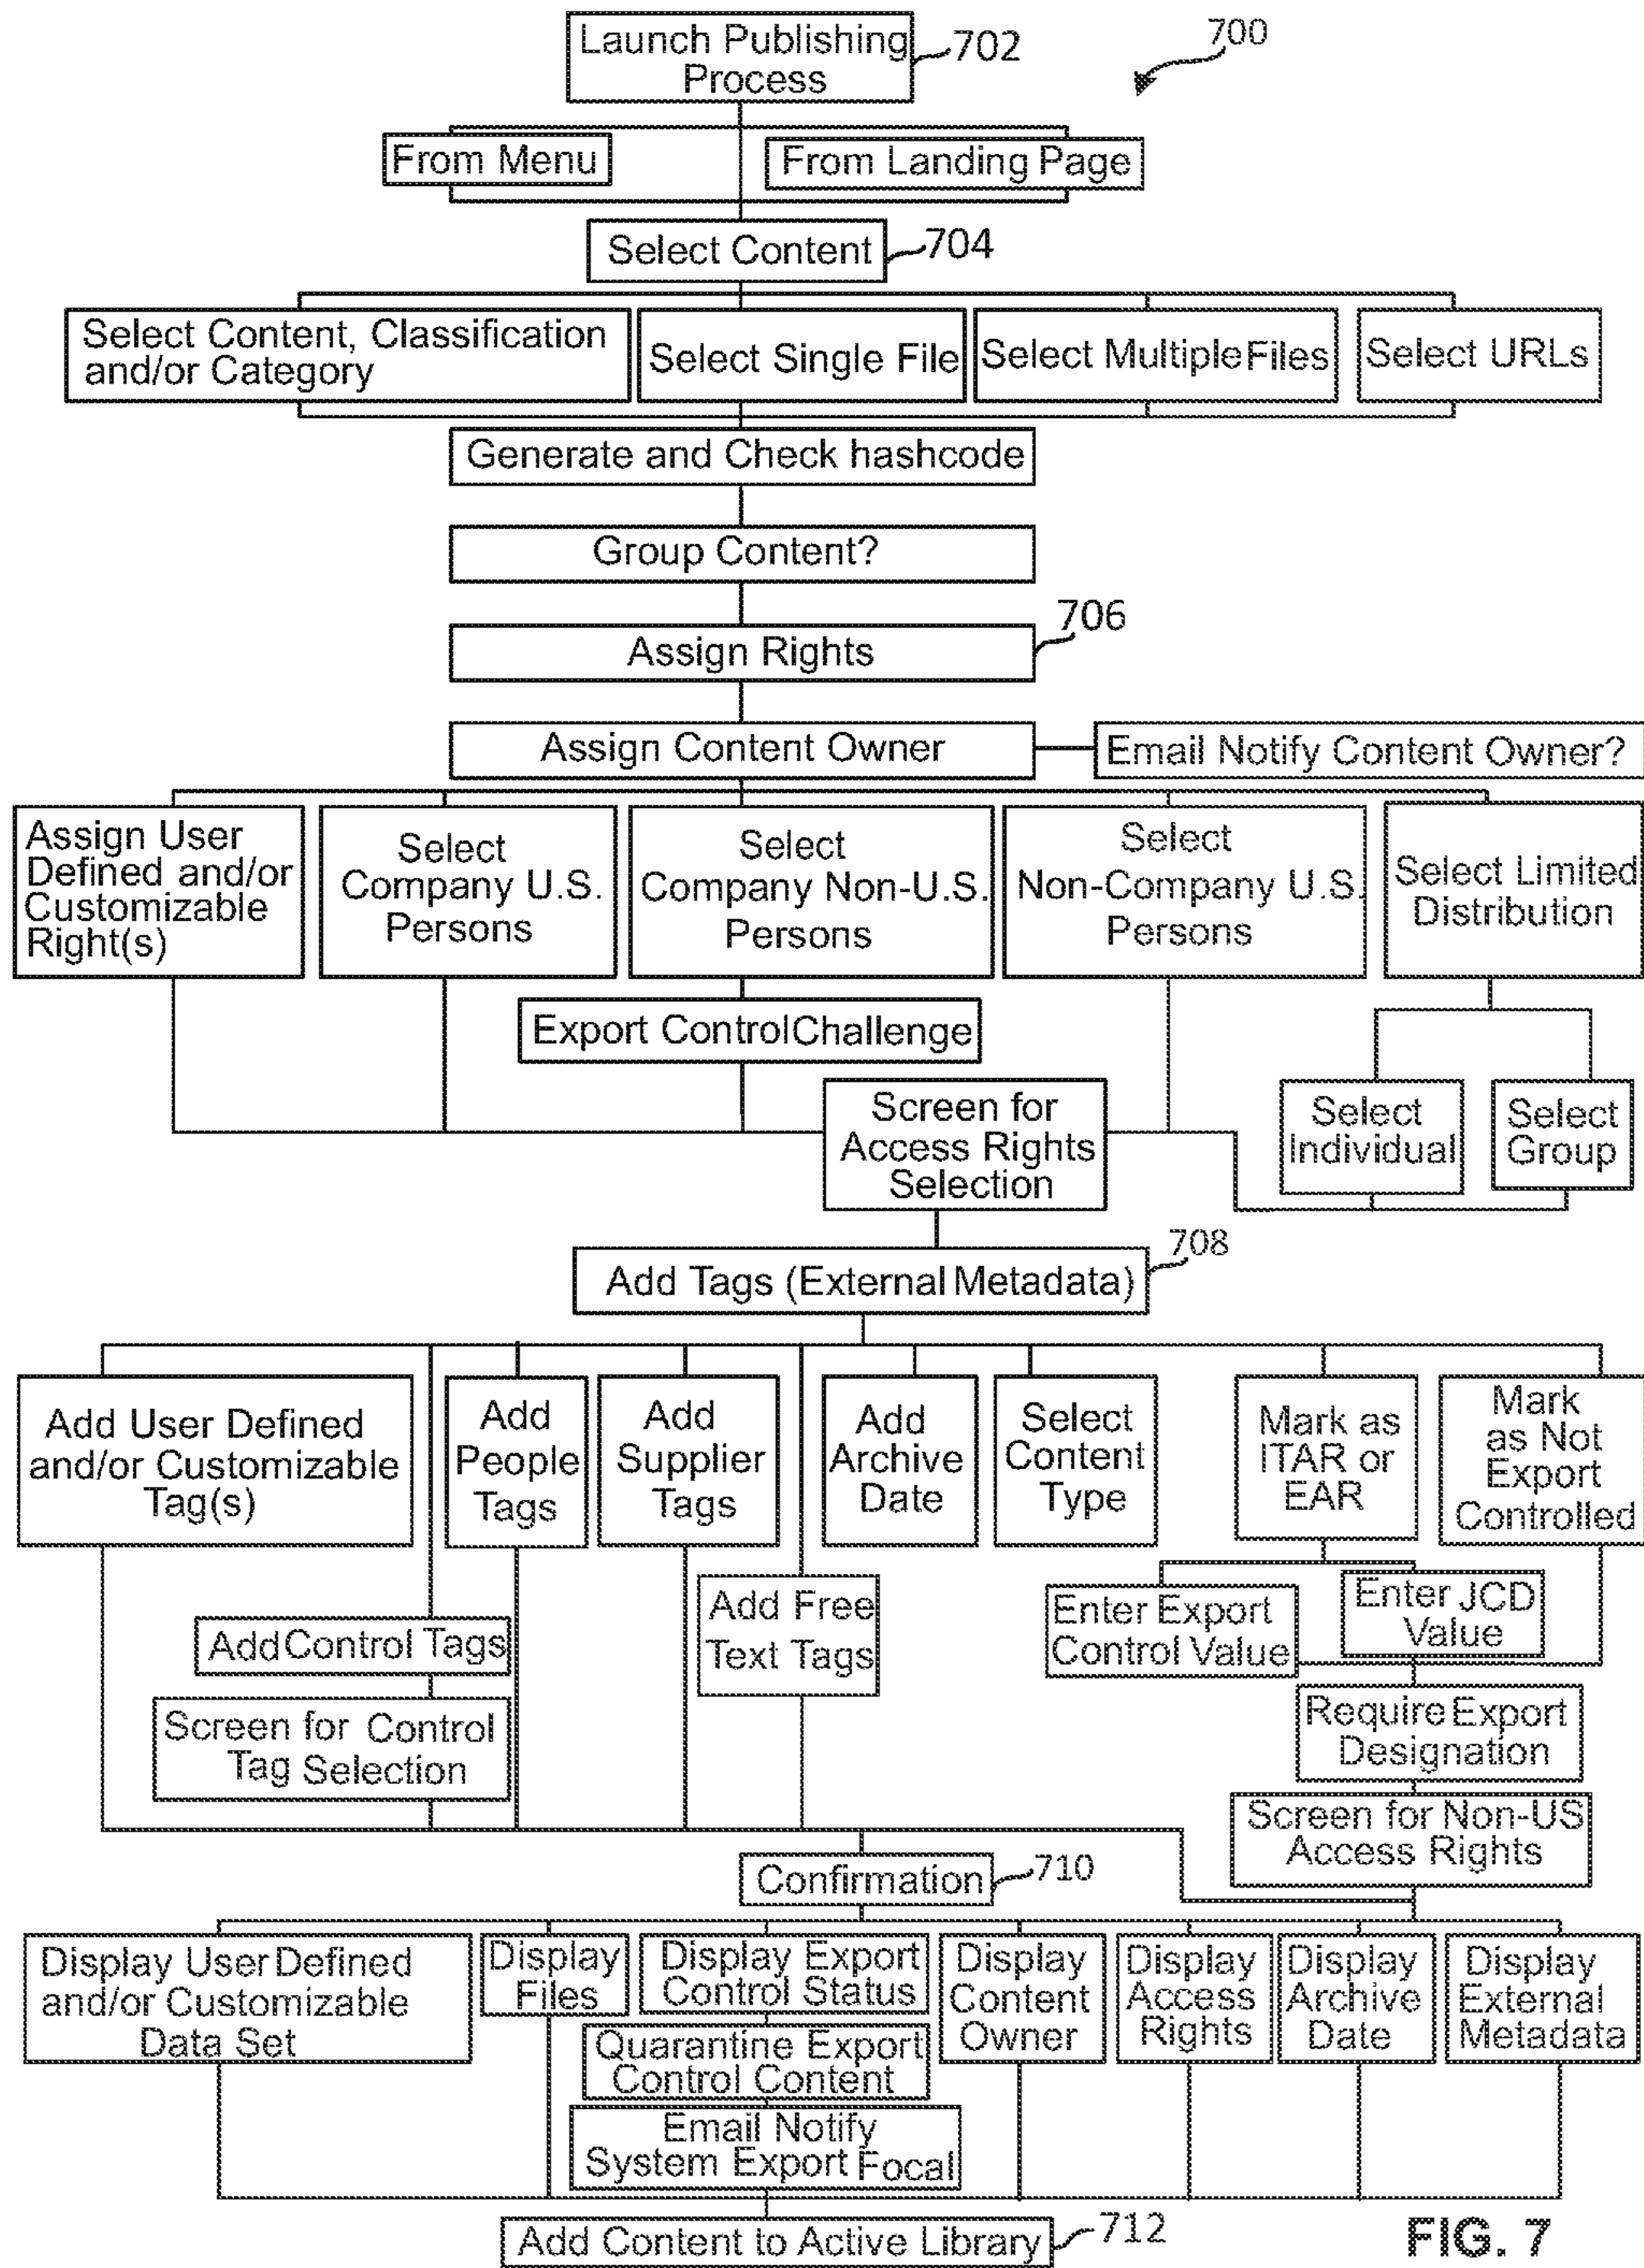 Launch Publishing
Process
702
700
From Menu
From Landing Page
Select Content
704
Select Content, Classification
and/or Category
Select Single File
Select Multiple Files
Select URLs
Generate and Check hashcode
Group Content?
706
Assign Rights
Assign Content Owner
Email Notify Content Owner?
Assign User
Defined and/or
Customizable
Right(s)
Select
Company U.S.
Persons
Select
Company Non-U.S.
Persons
Select
Non-Company U.S.
Persons
Select Limited
Distribution
Export Control Challenge
Screen for
Access Rights
Selection
Select
Individual
Select
Group
708
Add Tags (External Metadata)
Add User Defined
and/or Customizable
Tag(s)
Add
People
Tags
Add
Supplier
Tags
Add
Archive
Date
Select
Content
Type
Mark as
ITAR or
EAR
Mark
as Not
Export
Controlled
Add Control Tags
Add Free
Text Tags
Enter Export
Control Value
Enter JCD
Value
Screen for Control
Tag Selection
Require Export
Designation
Screen for Non-US
Access Rights
Confirmation
710
Display User Defined
and/or Customizable
Data Set
Display
Files
Display Export
Control Status
Display
Content
Owner
Display
Access
Rights
Display
Archive
Date
Display
External
Metadata
Quarantine Export
Control Content
Email Notify
System Export Focal
Add Content to Active Library
712
FIG. 7